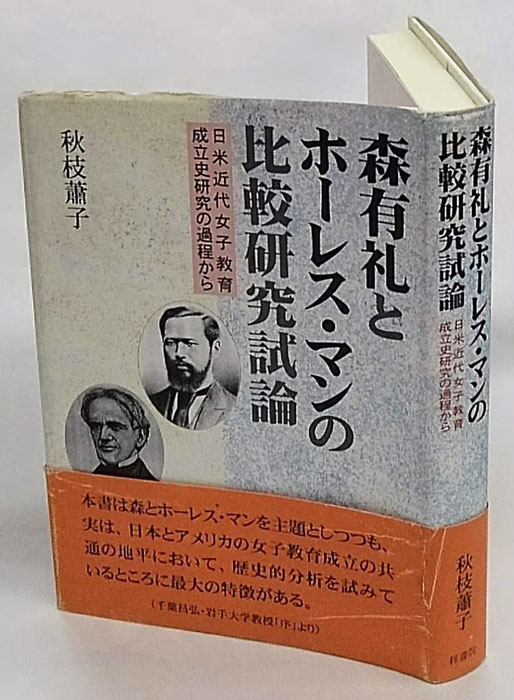 森有礼と
ホーレス・マンの
比較研究試論
日米近代女子教育
成立史研究の過程から
秋枝蕭子
本書は森とホーレス・マンを主題としつつも、
実は、日本とアメリカの女子教育成立の共
通の地平において、歴史的分析を試みて
いるところに最大の特徴がある。
(千葉昌弘・岩手大学教授「序」より)
森有礼とホーレス・マンの
比較研究試論
日米近代女子教育
成立史研究の過程から
秋枝蕭子
梓書院